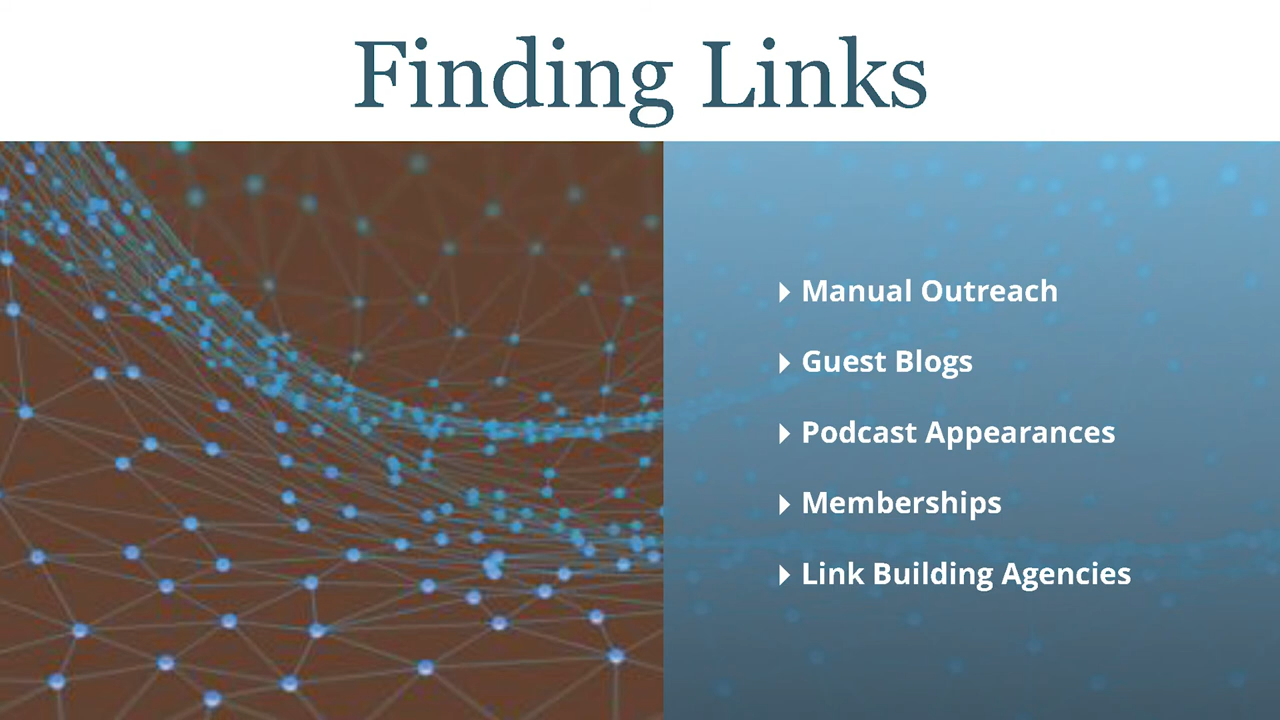 Finding Links
Manual Outreach
Guest Blogs
Podcast Appearances
Memberships
Link Building Agencies